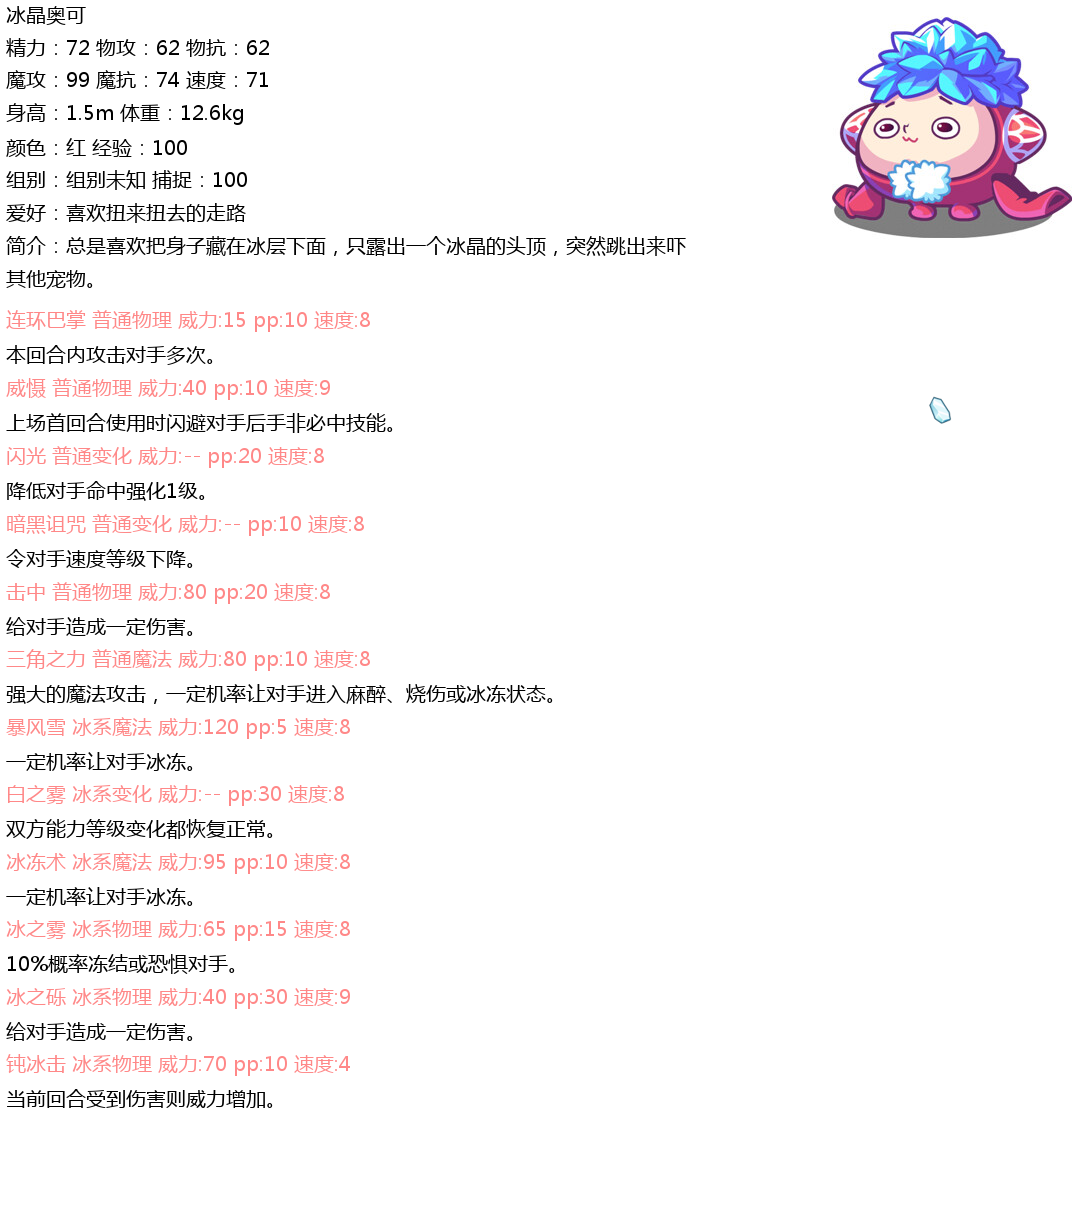 冰晶奥可
精力：72 物攻：62 物抗：62
魔攻：99 魔抗：74 速度：71
身高：1.5m 体重：12.6kg
颜色：红 经验：100
组别：组别未知 捕捉：100
爱好：喜欢扭来扭去的走路
简介：总是喜欢把身子藏在冰层下面，只露出一个冰晶的头顶，突然跳出来吓
其他宠物。
连环巴掌 普通物理 威力:15 pp:10 速度:8
本回合内攻击对手多次。
威慑 普通物理 威力:40 pp:10 速度:9
上场首回合使用时闪避对手后手非必中技能。
闪光 普通变化 威力:-- pp:20 速度:8
降低对手命中强化1级。
暗黑诅咒 普通变化 威力:-- pp:10 速度:8
令对手速度等级下降。
击中 普通物理 威力:80 pp:20 速度:8
给对手造成一定伤害。
三角之力 普通魔法 威力:80 pp:10 速度:8
强大的魔法攻击，一定机率让对手进入麻醉、烧伤或冰冻状态。
暴风雪 冰系魔法 威力:120 pp:5 速度:8
一定机率让对手冰冻。
白之雾 冰系变化 威力:-- pp:30 速度:8
双方能力等级变化都恢复正常。
冰冻术 冰系魔法 威力:95 pp:10 速度:8
一定机率让对手冰冻。
冰之雾 冰系物理 威力:65 pp:15 速度:8
10%概率冻结或恐惧对手。
冰之砾 冰系物理 威力:40 pp:30 速度:9
给对手造成一定伤害。
钝冰击 冰系物理 威力:70 pp:10 速度:4
当前回合受到伤害则威力增加。